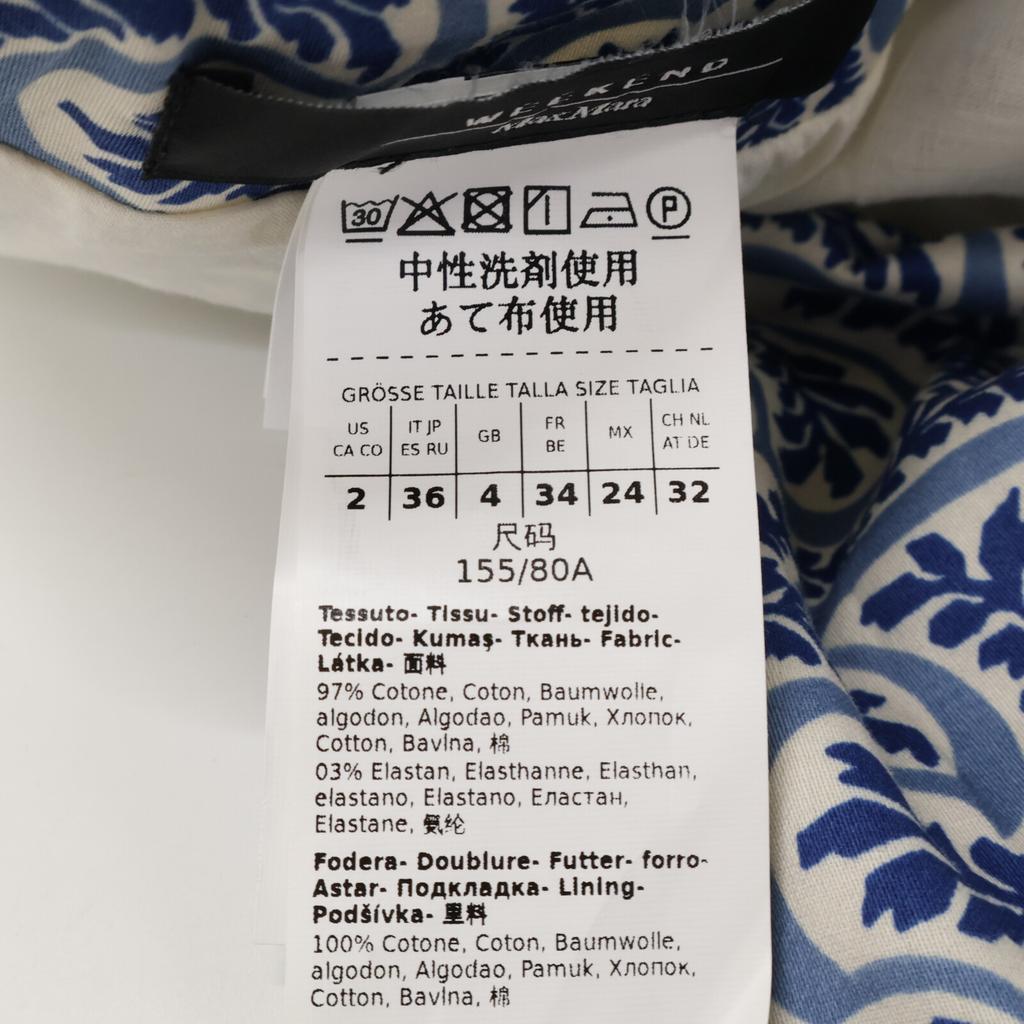 WEEKEND
MaxMara
30 P
中性洗剤使用
あて布使用
GRÖSSE TAILLE TALLA SIZE TAGLIA
US CA CO IT JP ES RU GB FR BE MX CH NL AT DE
2 36 4 34 24 32
尺码
155/80A
Tessuto- Tissu- Stoff- tejido-
Tecido- Kumaş- Ткань- Fabric-
Látka- 面料
97% Cotone, Coton, Baumwolle,
algodon, Algodao, Pamuk, Хлопок,
Cotton, Bavlna, 棉
03% Elastan, Elasthanne, Elasthan,
elastano, Elastano, Еластан,
Elastane, 氨纶
Fodera- Doublure- Futter- forro-
Astar- Подкладка- Lining-
Podšívka- 里料
100% Cotone, Coton, Baumwolle,
algodon, Algodao, Pamuk, Хлопок,
Cotton, Bavlna, 棉